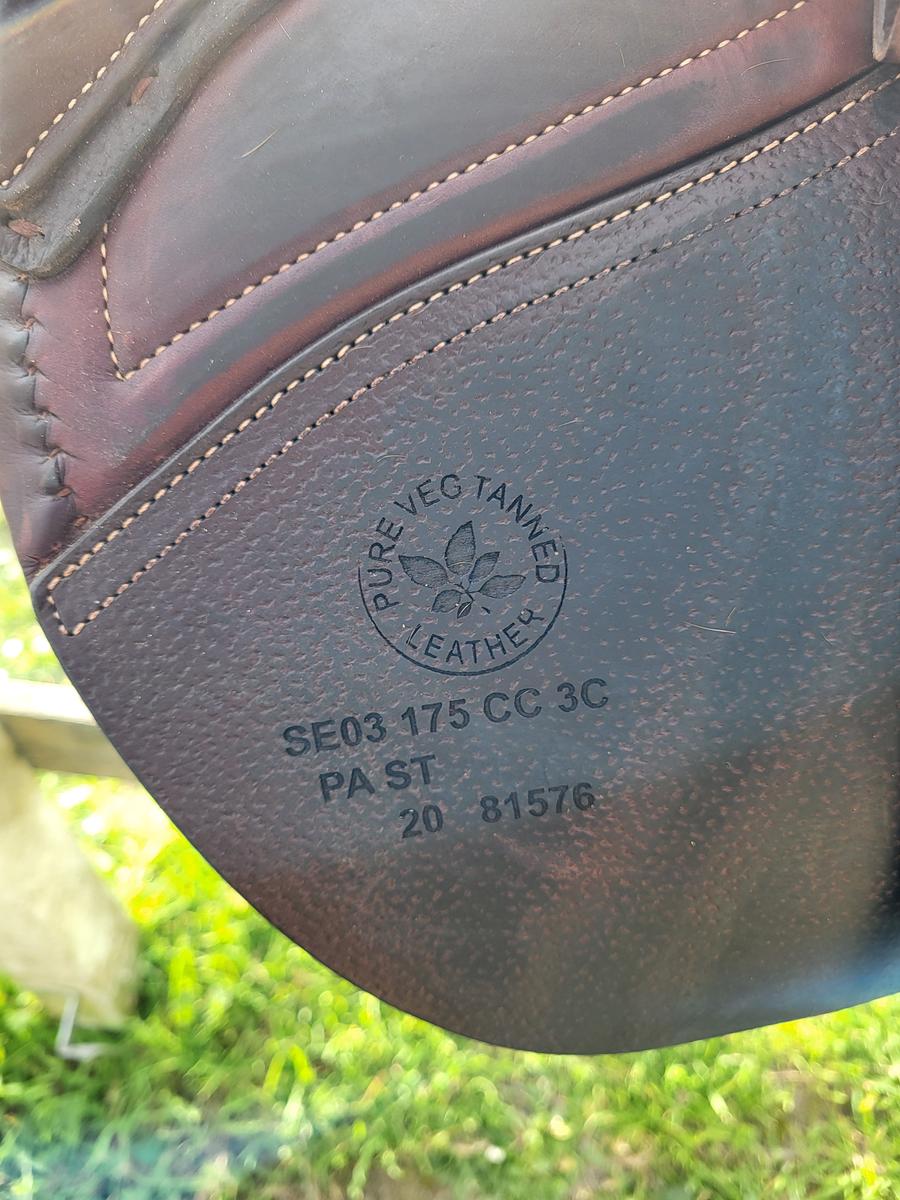 PURE VEG TANNED
LEATHER
SE03 175 CC 3C
PA ST
20 81576